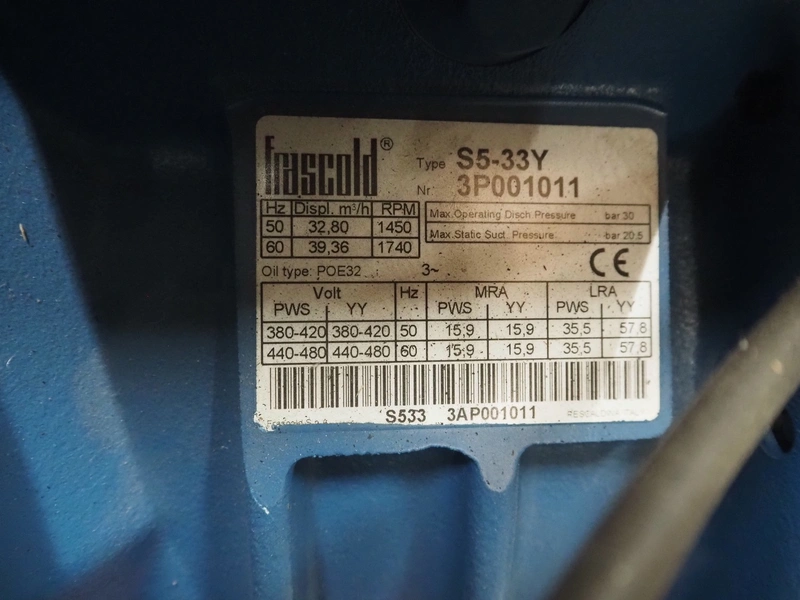 frascold® Type S5-33Y
Nr. 3P001011
Hz Displ. m³/h RPM
50 32,80 1450
60 39,36 1740
Max.Operating Disch Pressure bar 30
Max.Static Suct. Pressure bar 20,5
Oil type: POE32 3~ CE
Volt Hz MRA LRA
PWS YY PWS YY PWS YY
380-420 380-420 50 15,9 15,9 35,5 57,8
440-480 440-480 60 15,9 15,9 35,5 57,8
S533 3AP001011
Frascold S.p.A.